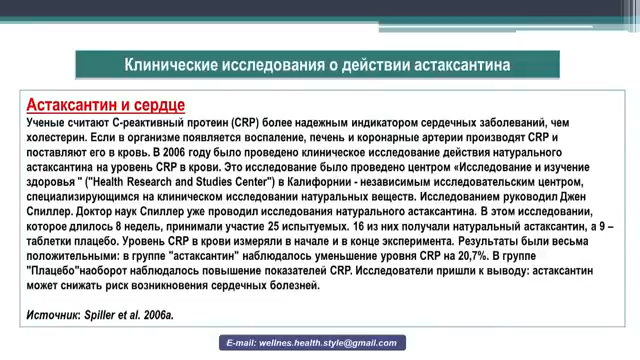 Клинические исследования о действии астаксантина
Астаксантин и сердце
Ученые считают С-реактивный протеин (CRP) более надежным индикатором сердечных заболеваний, чем
холестерин. Если в организме появляется воспаление, печень и коронарные артерии производят CRP и
поставляют его в кровь. В 2006 году было проведено клиническое исследование действия натурального
астаксантина на уровень CRP в крови. Это исследование было проведено центром «Исследование и изучение
здоровья " ("Health Research and Studies Center") в Калифорнии - независимым исследовательским центром,
специализирующимся на клиническом исследовании натуральных веществ. Исследованием руководил Джен
Спиллер. Доктор наук Спиллер уже проводил исследования натурального астаксантина. В этом исследовании,
которое длилось 8 недель, принимали участие 25 испытуемых. 16 из них получали натуральный астаксантин, а 9 –
таблетки плацебо. Уровень CRP в крови измеряли в начале и в конце эксперимента. Результаты были весьма
положительными: в группе "астаксантин" наблюдалось уменьшение уровня CRP на 20,7%. В группе
"Плацебо"наоборот наблюдалось повышение показателей CRP. Исследователи пришли к выводу: астаксантин
может снижать риск возникновения сердечных болезней.
Источник: Spiller et al. 2006a.
E-mail: wellnes.health.style@gmail.com